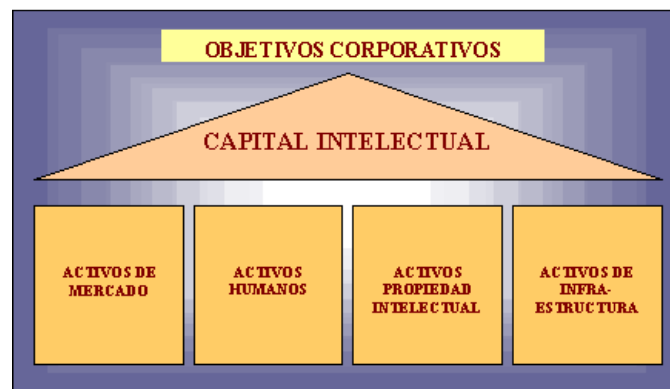 OBJETIVOS CORPORATIVOS
CAPITAL INTELECTUAL
ACTIVOS DE
MERCADO
ACTIVOS
HUMANOS
ACTIVOS
PROPIEDAD
INTELECTUAL
ACTIVOS DE
INFRA-
ESTRUCTURA